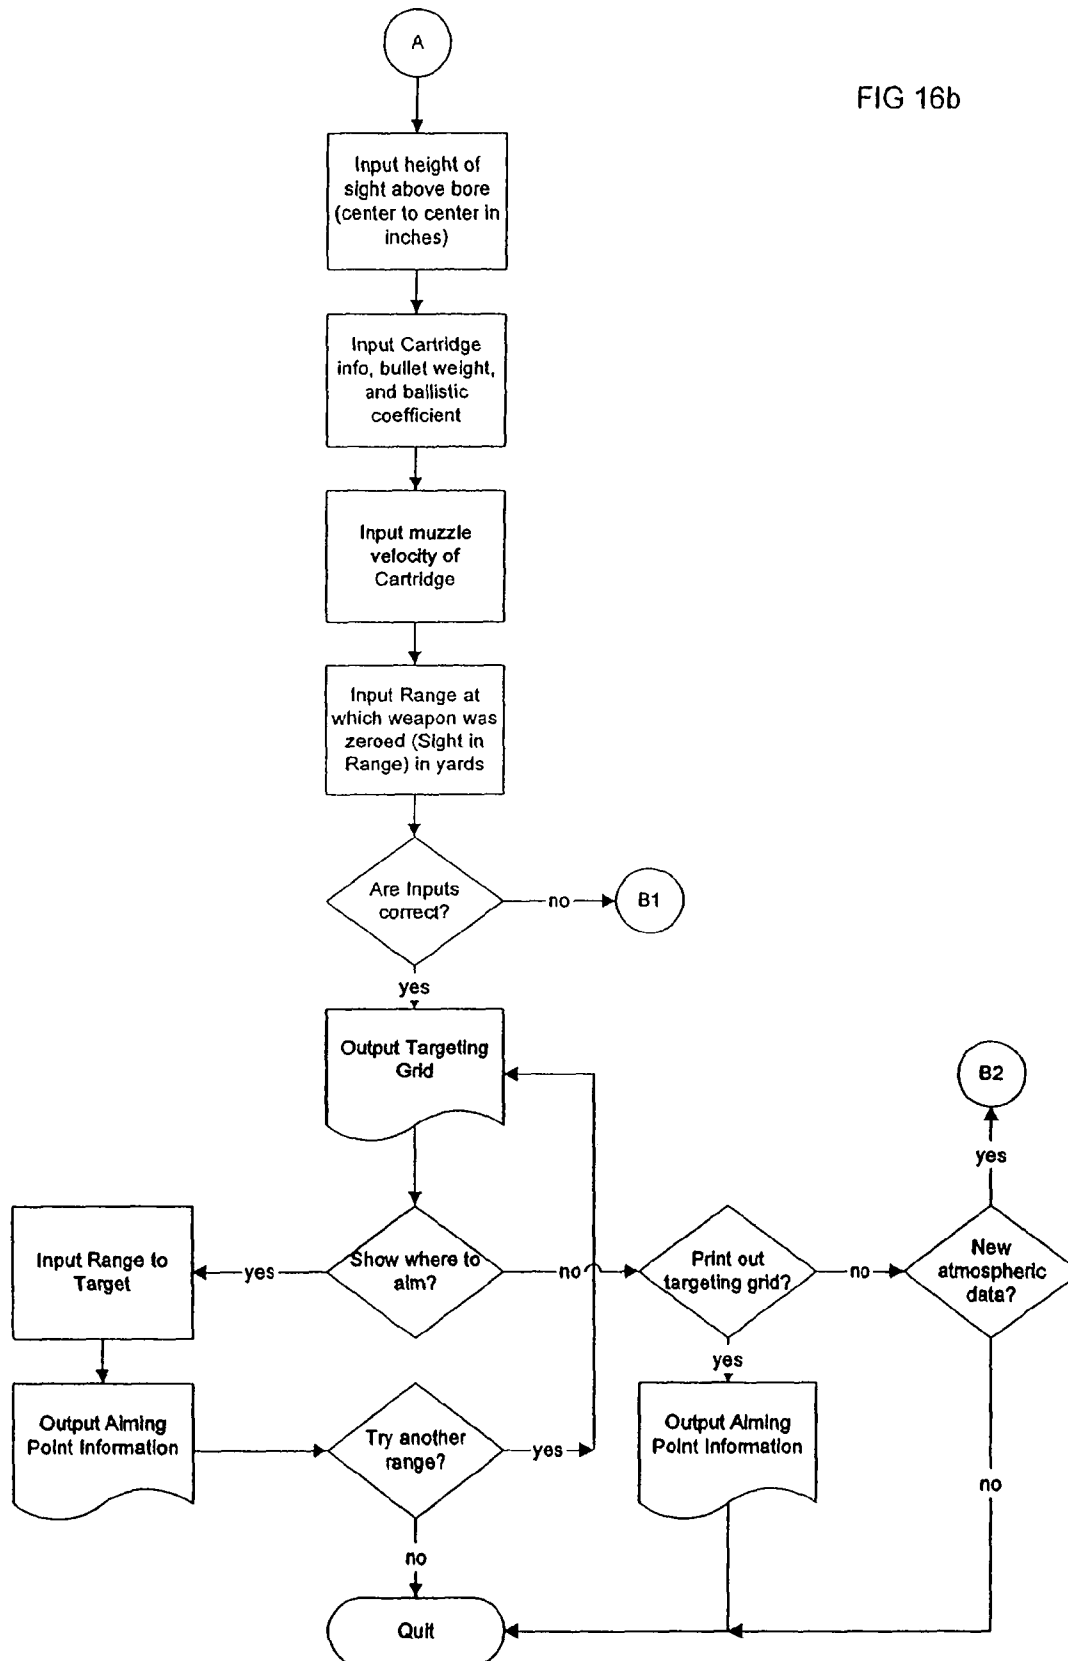 A
FIG 16b
Input height of
sight above bore
(center to center in
inches)
Input Cartridge
info, bullet weight,
and ballistic
coefficient
Input muzzle
velocity of
Cartridge
Input Range at
which weapon was
zeroed (Sight in
Range) in yards
Are Inputs
correct?
no
B1
yes
Output Targeting
Grid
B2
yes
Input Range to
Target
yes
Show where to
aim?
no
Print out
targeting grid?
no
New
atmospheric
data?
yes
Output Aiming
Point Information
Try another
range?
yes
Output Aiming
Point Information
no
no
Quit